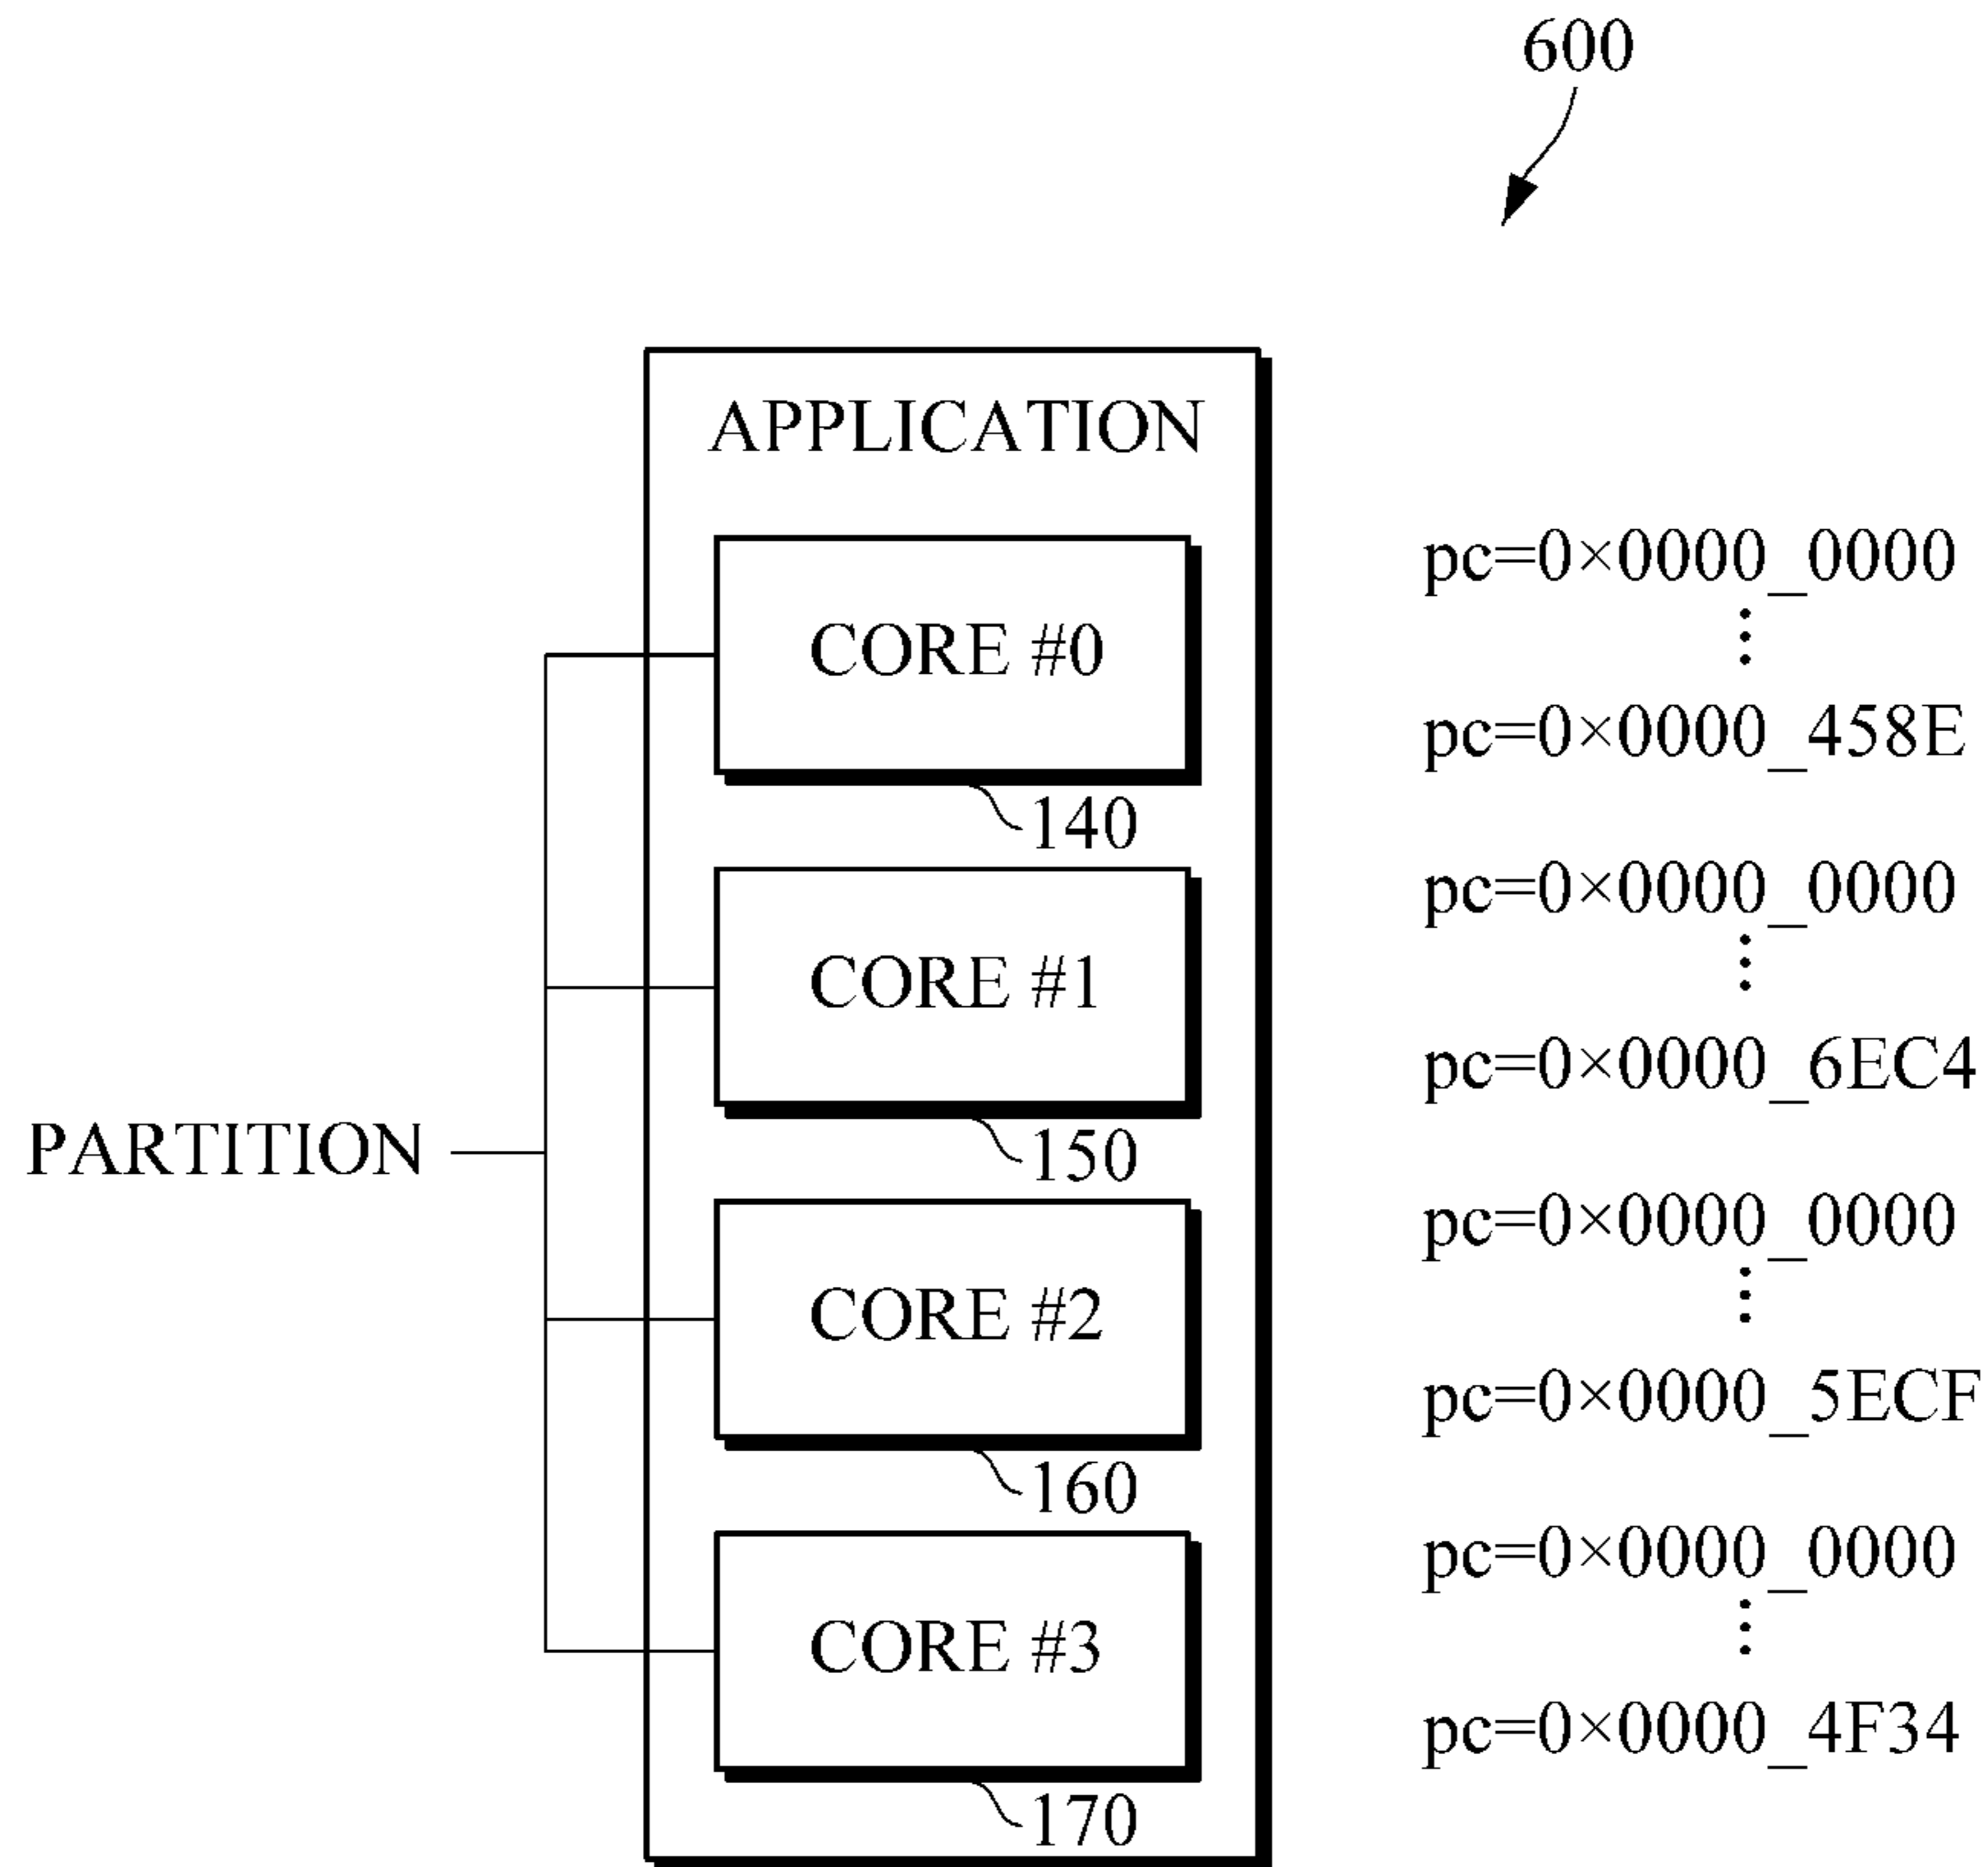 600
APPLICATION
CORE #0
pc=0×0000_0000
⋮
pc=0×0000_458E
140
CORE #1
pc=0×0000_0000
⋮
pc=0×0000_6EC4
150
PARTITION
CORE #2
pc=0×0000_0000
⋮
pc=0×0000_5ECF
160
CORE #3
pc=0×0000_0000
⋮
pc=0×0000_4F34
170